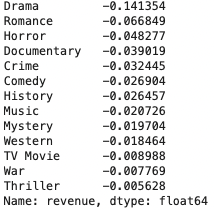 Drama -0.141354
Romance -0.066849
Horror -0.048277
Documentary -0.039019
Crime -0.032445
Comedy -0.026904
History -0.026457
Music -0.020726
Mystery -0.019704
Western -0.018464
TV Movie -0.008988
War -0.007769
Thriller -0.005628
Name: revenue, dtype: float64